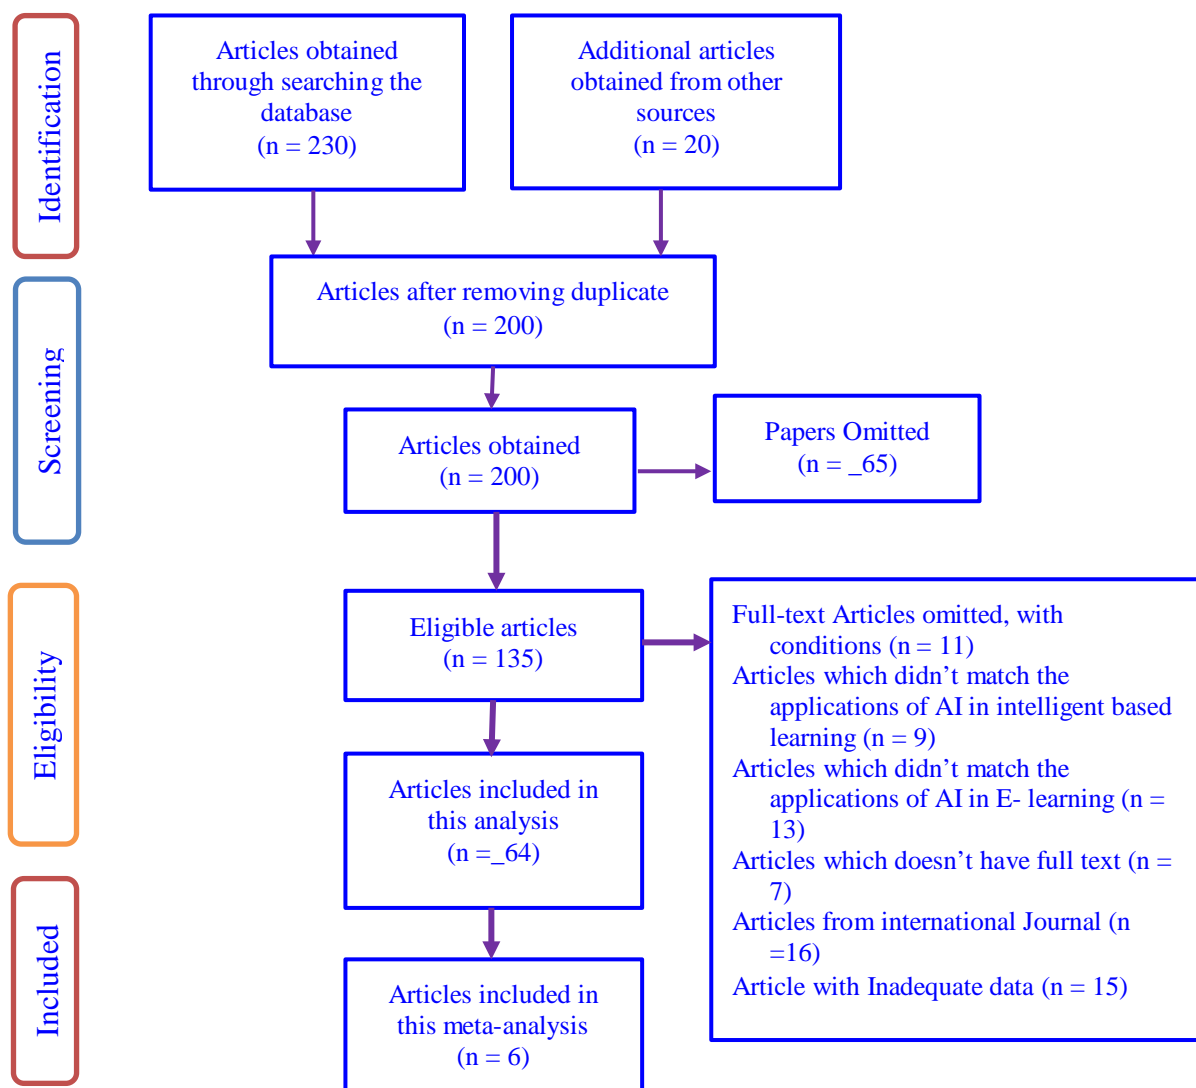 Identification
Articles obtained
through searching the
database
(n = 230)
Additional articles
obtained from other
sources
(n = 20)
Screening
Articles after removing duplicate
(n = 200)
Articles obtained
(n = 200)
Papers Omitted
(n = _65)
Eligibility
Eligible articles
(n = 135)
Full-text Articles omitted, with
conditions (n = 11)
Articles which didn’t match the
applications of AI in intelligent based
learning (n = 9)
Articles which didn’t match the
applications of AI in E- learning (n =
13)
Articles which doesn’t have full text (n =
7)
Articles from international Journal (n
=16)
Article with Inadequate data (n = 15)
Articles included in
this analysis
(n =_64)
Included
Articles included in
this meta-analysis
(n = 6)